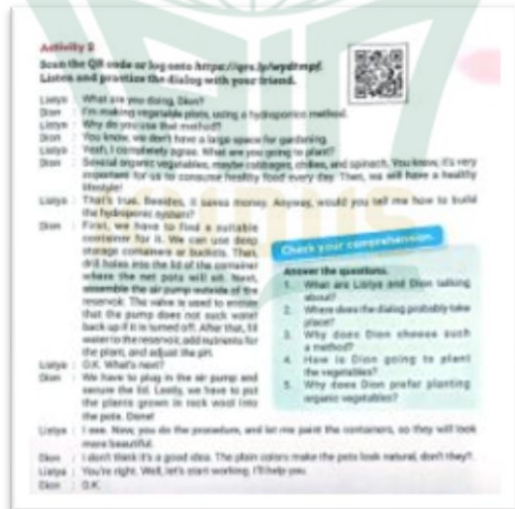 Activity 2
Scan the QR code or log onto
Listen and practice the dialog with your friend.
Listya : What are you doing, Dion?
Dion : I'm making vegetable plots, using a hydroponics method.
Listya : Why do you use that method?
Dion : You know, we don't have a large space for gardening.
Listya : Yeah, I completely agree. What are you going to plant?
Dion : Several organic vegetables, maybe cabbages, chilies, and spinach. You know, it's very
important for us to consume healthy food every day. Then, we will have a healthy
lifestyle!
Listya : That's true. Besides, it saves money. Anyway, would you tell me how to build
the hydroponic system?
Dion : First, we have to find a suitable
container for it. We can use deep
storage containers or buckets. Then,
drill holes into the lid of the container
where the net pots will sit. Next,
assemble the air pump outside of the
reservoir. The valve is used to ensure
that the pump does not suck water
back up if it is turned off. After that, fill
water to the reservoir, add nutrients for
the plant, and adjust the pH.
Listya : O.K. What's next?
Dion : We have to plug in the air pump and
secure the lid. Lastly, we have to put
the plants grown in rock wool into
the pots. Done!
Listya : I see. Now, you do the procedure, and let me paint the containers, so they will look
more beautiful.
Dion : I don't think it's a good idea. The plain colors make the pots look natural, don't they?
Listya : You're right. Well, let's start working. I'll help you.
Dion : O.K.
Check your comprehension
Answer the questions.
1. What are Listya and Dion talking
about?
2. Where does the dialog probably take
place?
3. Why does Dion choose such
a method?
4. How is Dion going to plant
the vegetables?
5. Why does Dion prefer planting
organic vegetables?